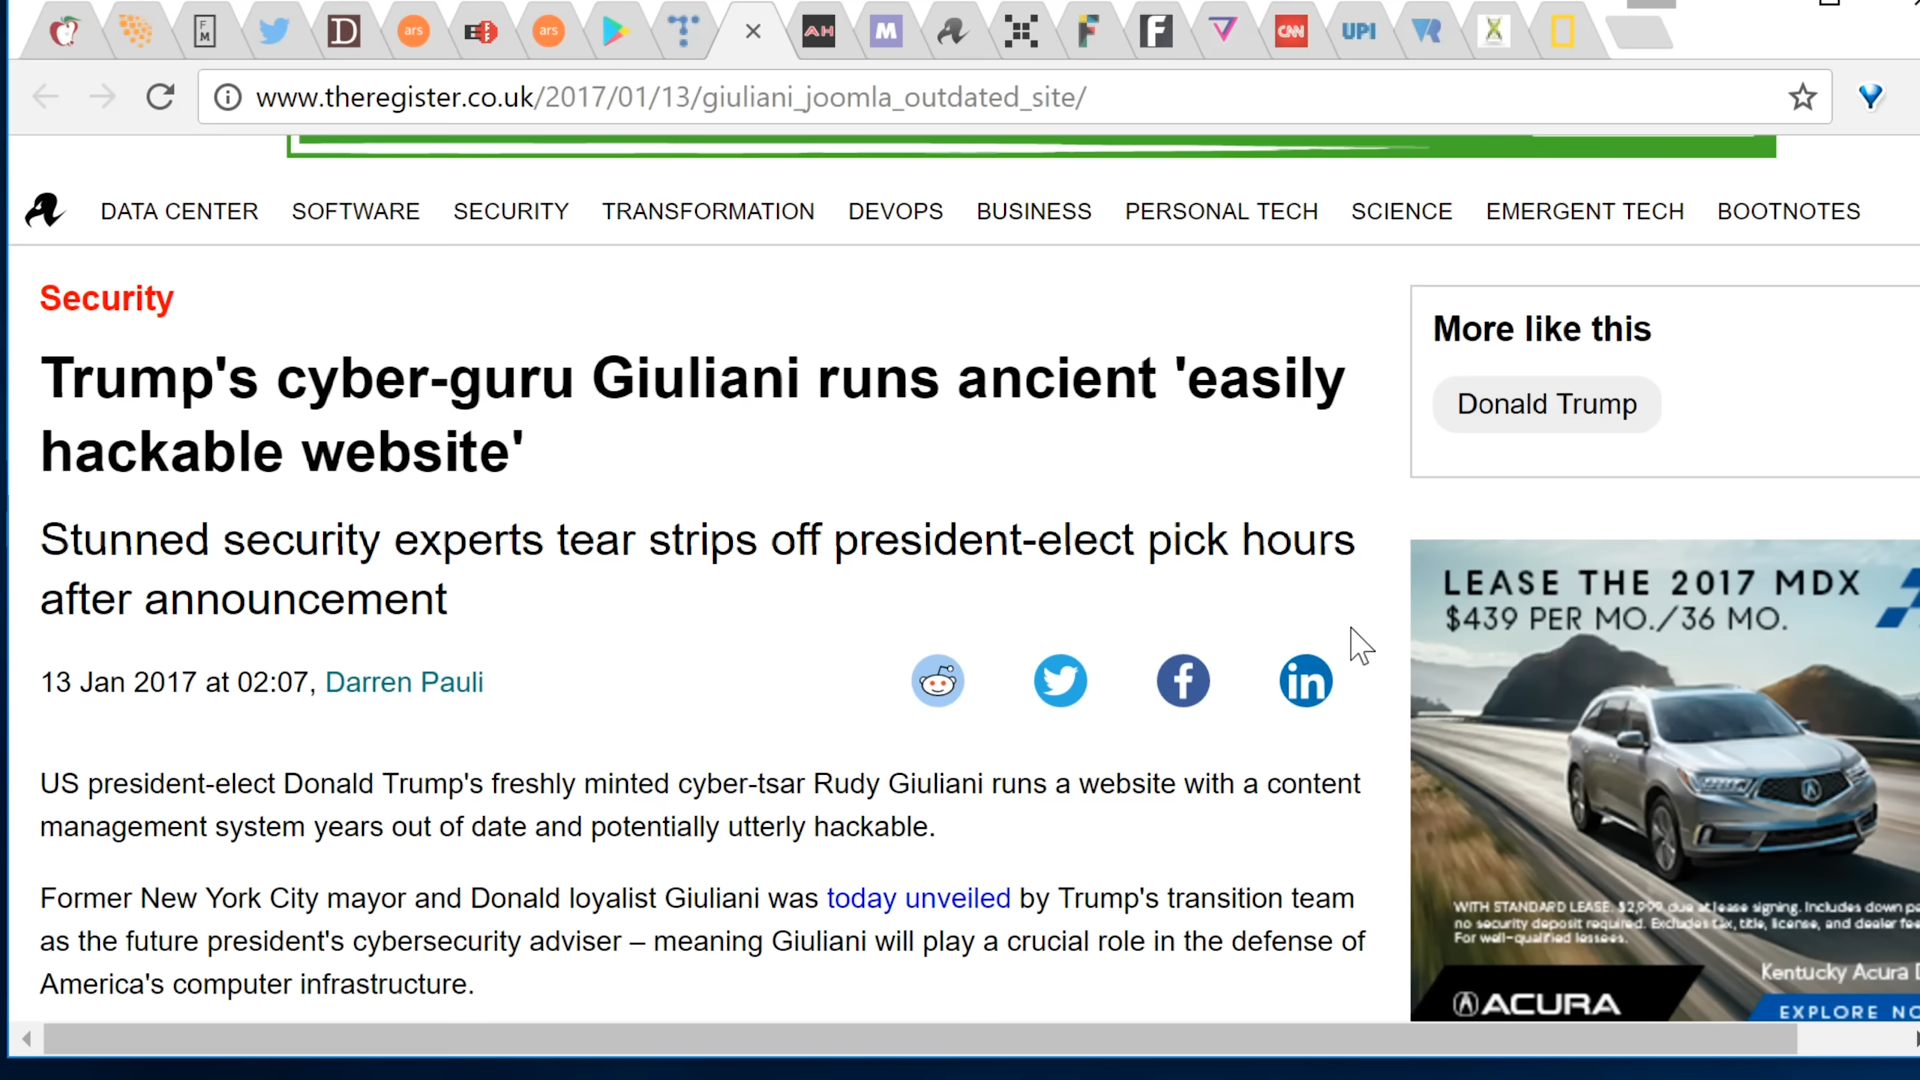 F
M
D
ars
EFF
ars
AH
M
F
F
CNN
UPI
VR
www.theregister.co.uk/2017/01/13/giuliani_joomla_outdated_site/
DATA CENTER SOFTWARE SECURITY TRANSFORMATION DEVOPS BUSINESS PERSONAL TECH SCIENCE EMERGENT TECH BOOTNOTES
Security
Trump's cyber-guru Giuliani runs ancient 'easily
hackable website'
Stunned security experts tear strips off president-elect pick hours
after announcement
13 Jan 2017 at 02:07, Darren Pauli
US president-elect Donald Trump's freshly minted cyber-tsar Rudy Giuliani runs a website with a content
management system years out of date and potentially utterly hackable.
Former New York City mayor and Donald loyalist Giuliani was today unveiled by Trump's transition team
as the future president's cybersecurity adviser – meaning Giuliani will play a crucial role in the defense of
America's computer infrastructure.
More like this
Donald Trump
LEASE THE 2017 MDX
$439 PER MO./36 MO.
WITH STANDARD LEASE. $2,999 due at lease signing. Includes down
no security deposit required. Excludes tax, title, license, and dealer
For well-qualified lessees.
Kentucky Acura
ACURA
EXPLORE